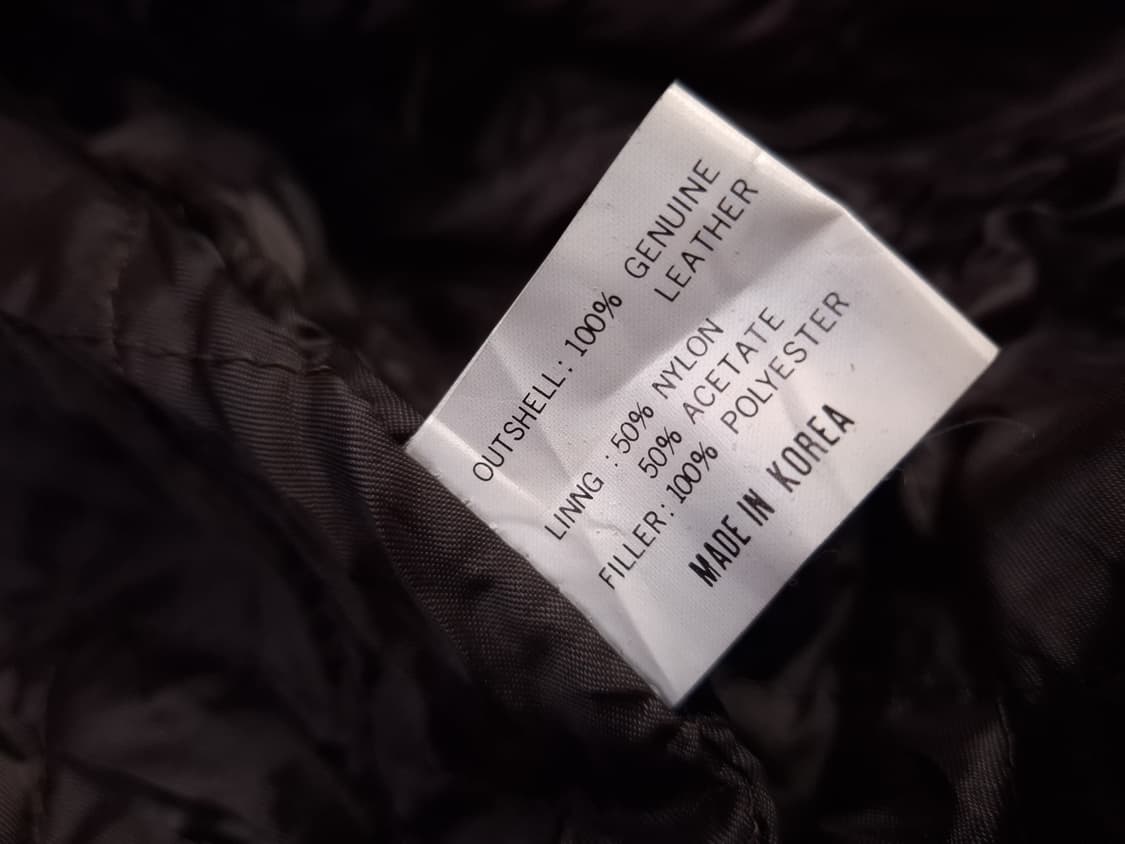 OUTSHELL: 100% GENUINE
LEATHER
LINNG : 50% NYLON
50% ACETATE
FILLER: 100% POLYESTER
MADE IN KOREA